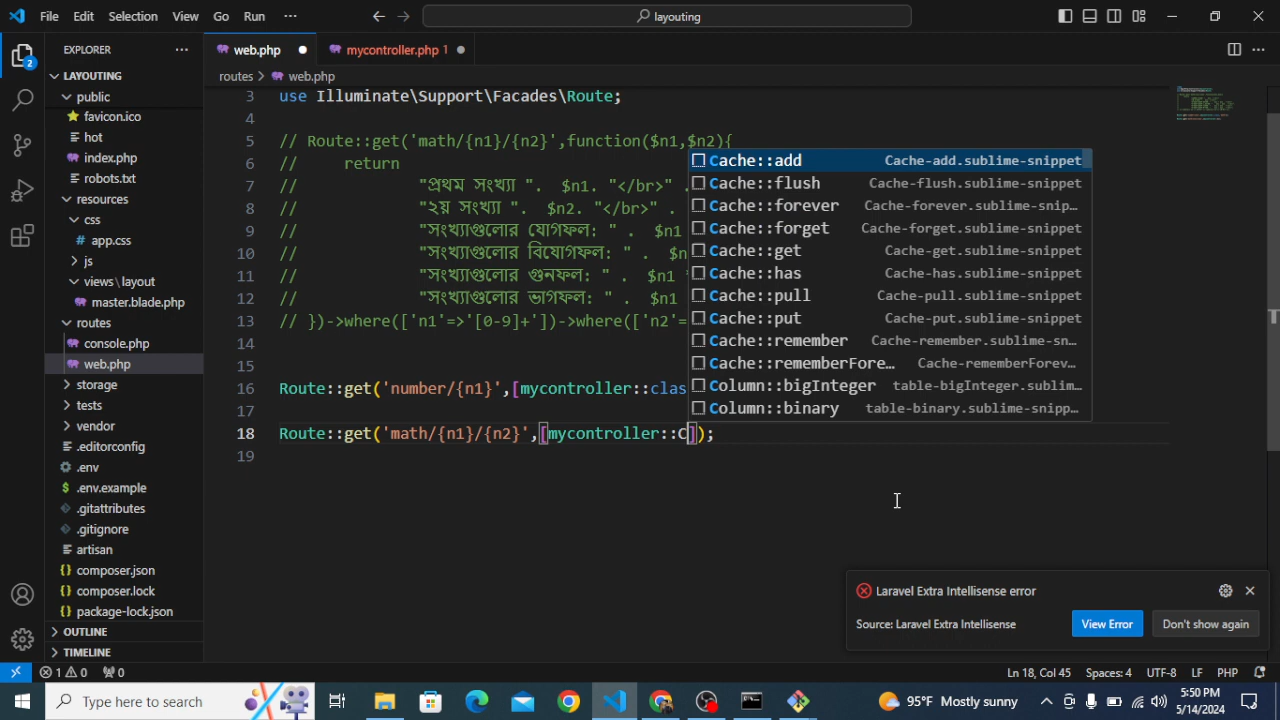 File Edit Selection View Go Run ··· layouting
EXPLORER ···
web.php mycontroller.php 1
2
LAYOUTING
routes > web.php
public
favicon.ico
hot
index.php
robots.txt
resources
css
app.css
js
views\layout
master.blade.php
routes
console.php
web.php
storage
tests
vendor
.editorconfig
.env
.env.example
.gitattributes
.gitignore
artisan
composer.json
composer.lock
package-lock.json
OUTLINE
TIMELINE
3 use Illuminate\Support\Facades\Route;
4
5 // Route::get('math/{n1}/{n2}',function($n1,$n2){
6 // return
7 // "প্রথম সংখ্যা ". $n1. "</br>" .
8 // "২য় সংখ্যা ". $n2. "</br>" .
9 // "সংখ্যাগুলোর যোগফল: " . $n1
10 // "সংখ্যাগুলোর বিযোগফল: " . $n
11 // "সংখ্যাগুলোর গুনফল: " . $n1
12 // "সংখ্যাগুলোর ভাগফল: " . $n1
13 // })->where(['n1'=>'[0-9]+'])->where(['n2'=
14
15
16 Route::get('number/{n1}',[mycontroller::clas
17
18 Route::get('math/{n1}/{n2}',[mycontroller::C]);
19
Cache::add Cache-add.sublime-snippet
Cache::flush Cache-flush.sublime-snippet
Cache::forever Cache-forever.sublime-snip…
Cache::forget Cache-forget.sublime-snippet
Cache::get Cache-get.sublime-snippet
Cache::has Cache-has.sublime-snippet
Cache::pull Cache-pull.sublime-snippet
Cache::put Cache-put.sublime-snippet
Cache::remember Cache-remember.sublime-sn…
Cache::rememberFore… Cache-rememberForev…
Column::bigInteger table-bigInteger.sublim…
Column::binary table-binary.sublime-snipp…
Laravel Extra Intellisense error
Source: Laravel Extra Intellisense View Error Don't show again
1 0 0 Ln 18, Col 45 Spaces: 4 UTF-8 LF PHP
Type here to search 95°F Mostly sunny 5:50 PM
5/14/2024